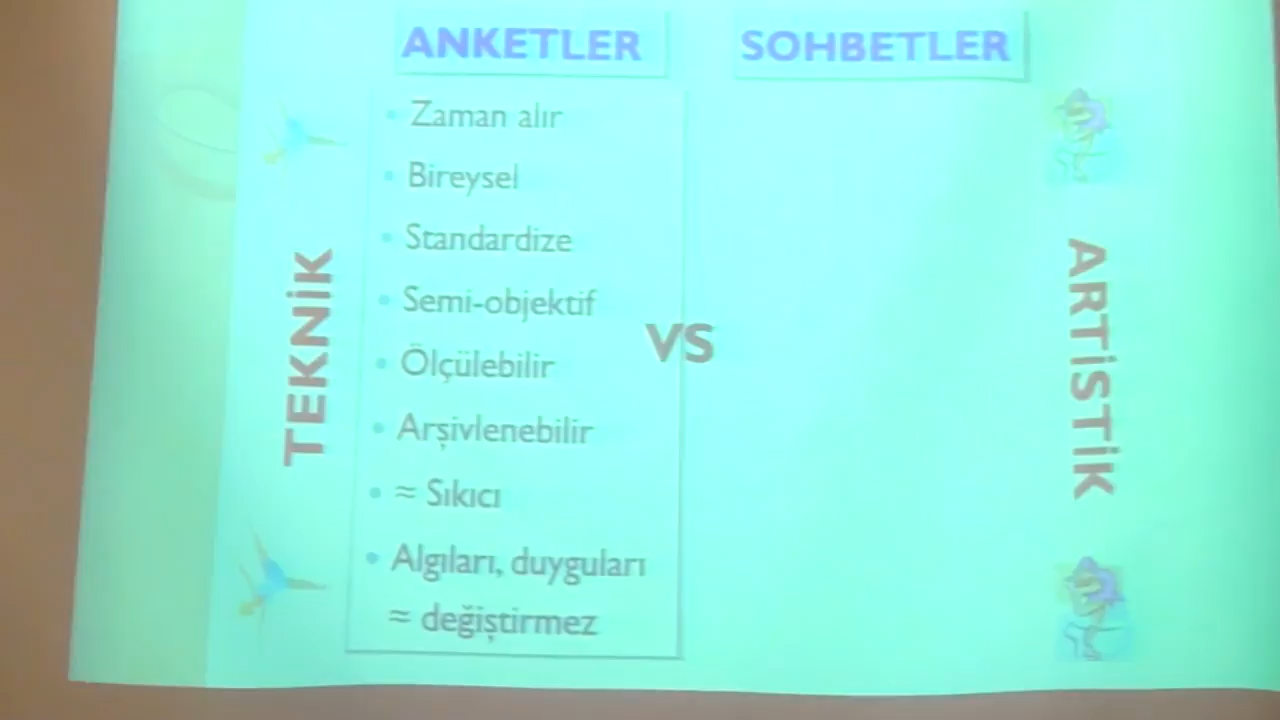 ANKETLER
SOHBETLER
TEKNİK
• Zaman alır
• Bireysel
• Standardize
• Semi-objektif
• Ölçülebilir
• Arşivlenebilir
• ≈ Sıkıcı
• Algıları, duyguları
≈ değiştirmez
VS
ARTİSTİK